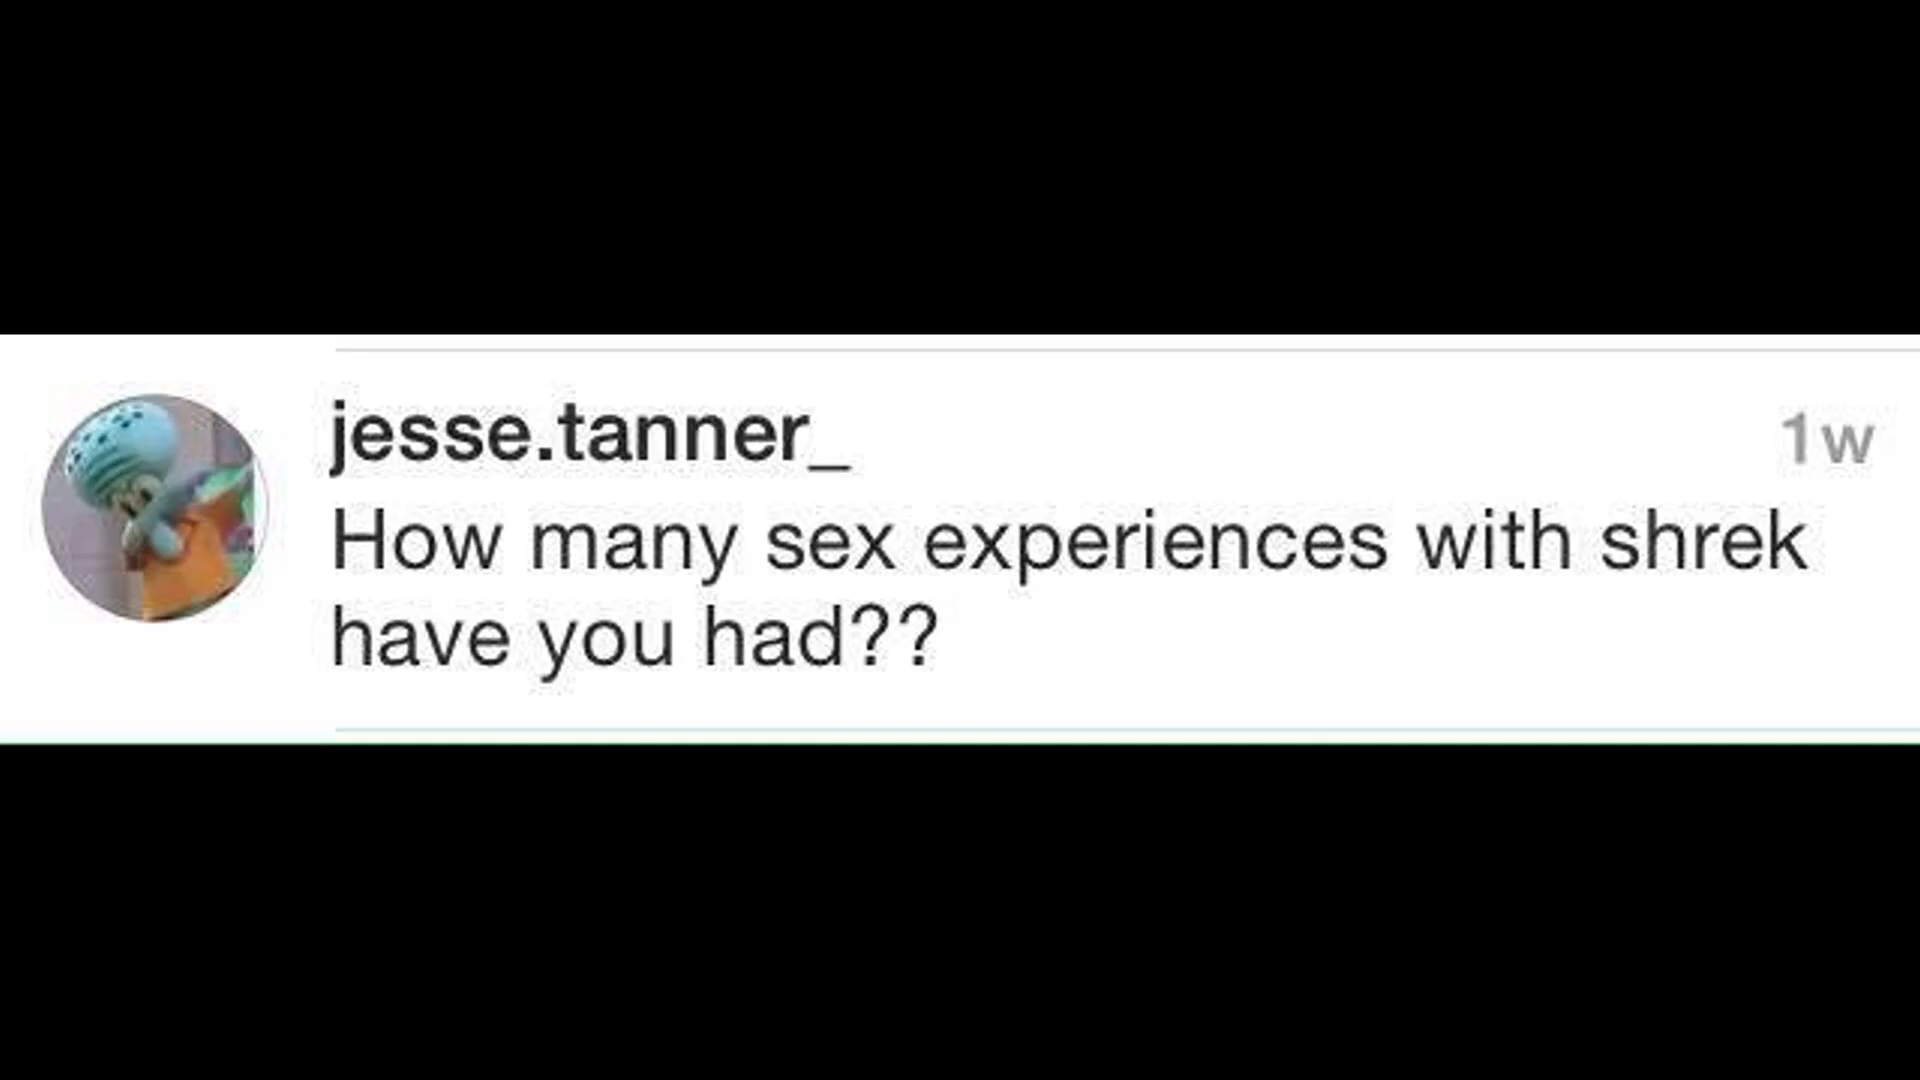 jesse.tanner_ 1w
How many sex experiences with shrek
have you had??